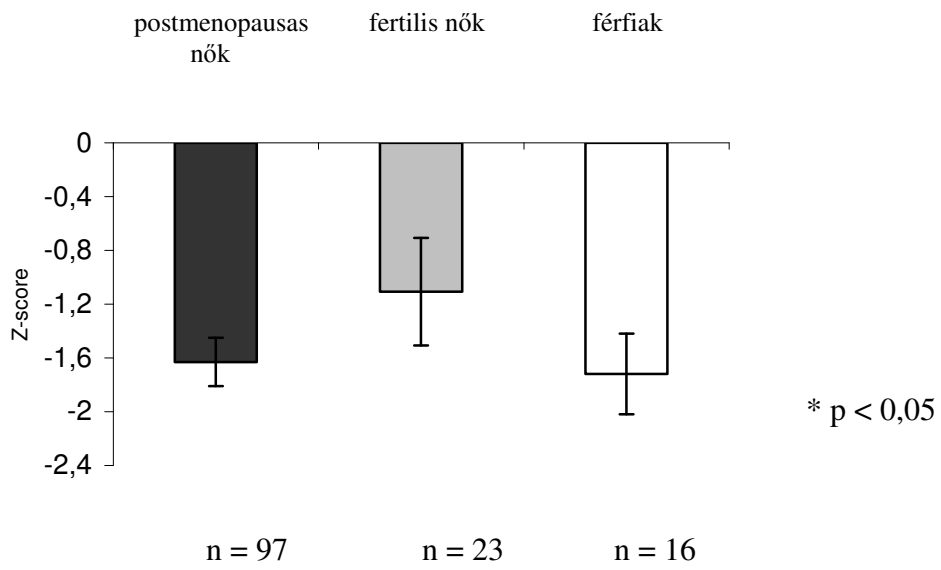 postmenopausas
nők
fertilis nők
férfiak
0
-0,4
-0,8
-1,2
-1,6
-2
-2,4
Z-score
* p < 0,05
n = 97
n = 23
n = 16